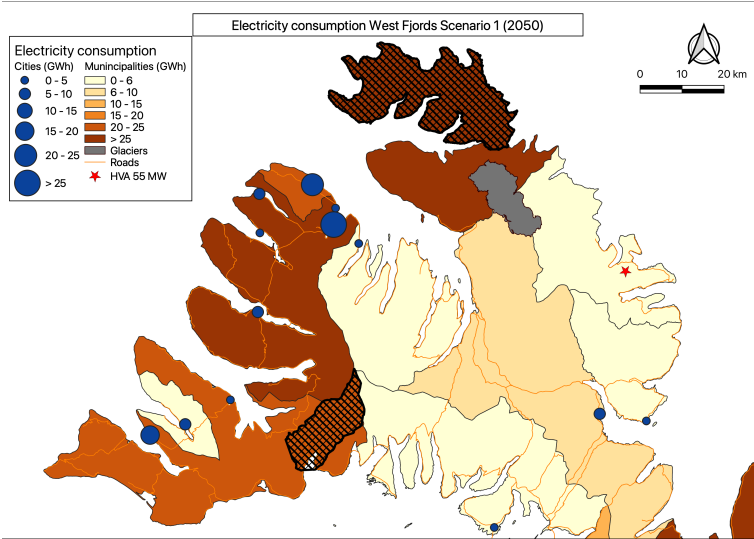 Electricity consumption West Fjords Scenario 1 (2050)
Electricity consumption
Cities (GWh) Munincipalities (GWh)
0 - 5 0 - 6
5 - 10 6 - 10
10 - 15 10 - 15
15 - 20 15 - 20
20 - 25 20 - 25
> 25 > 25
Glaciers
Roads
HVA 55 MW
0 10 20 km